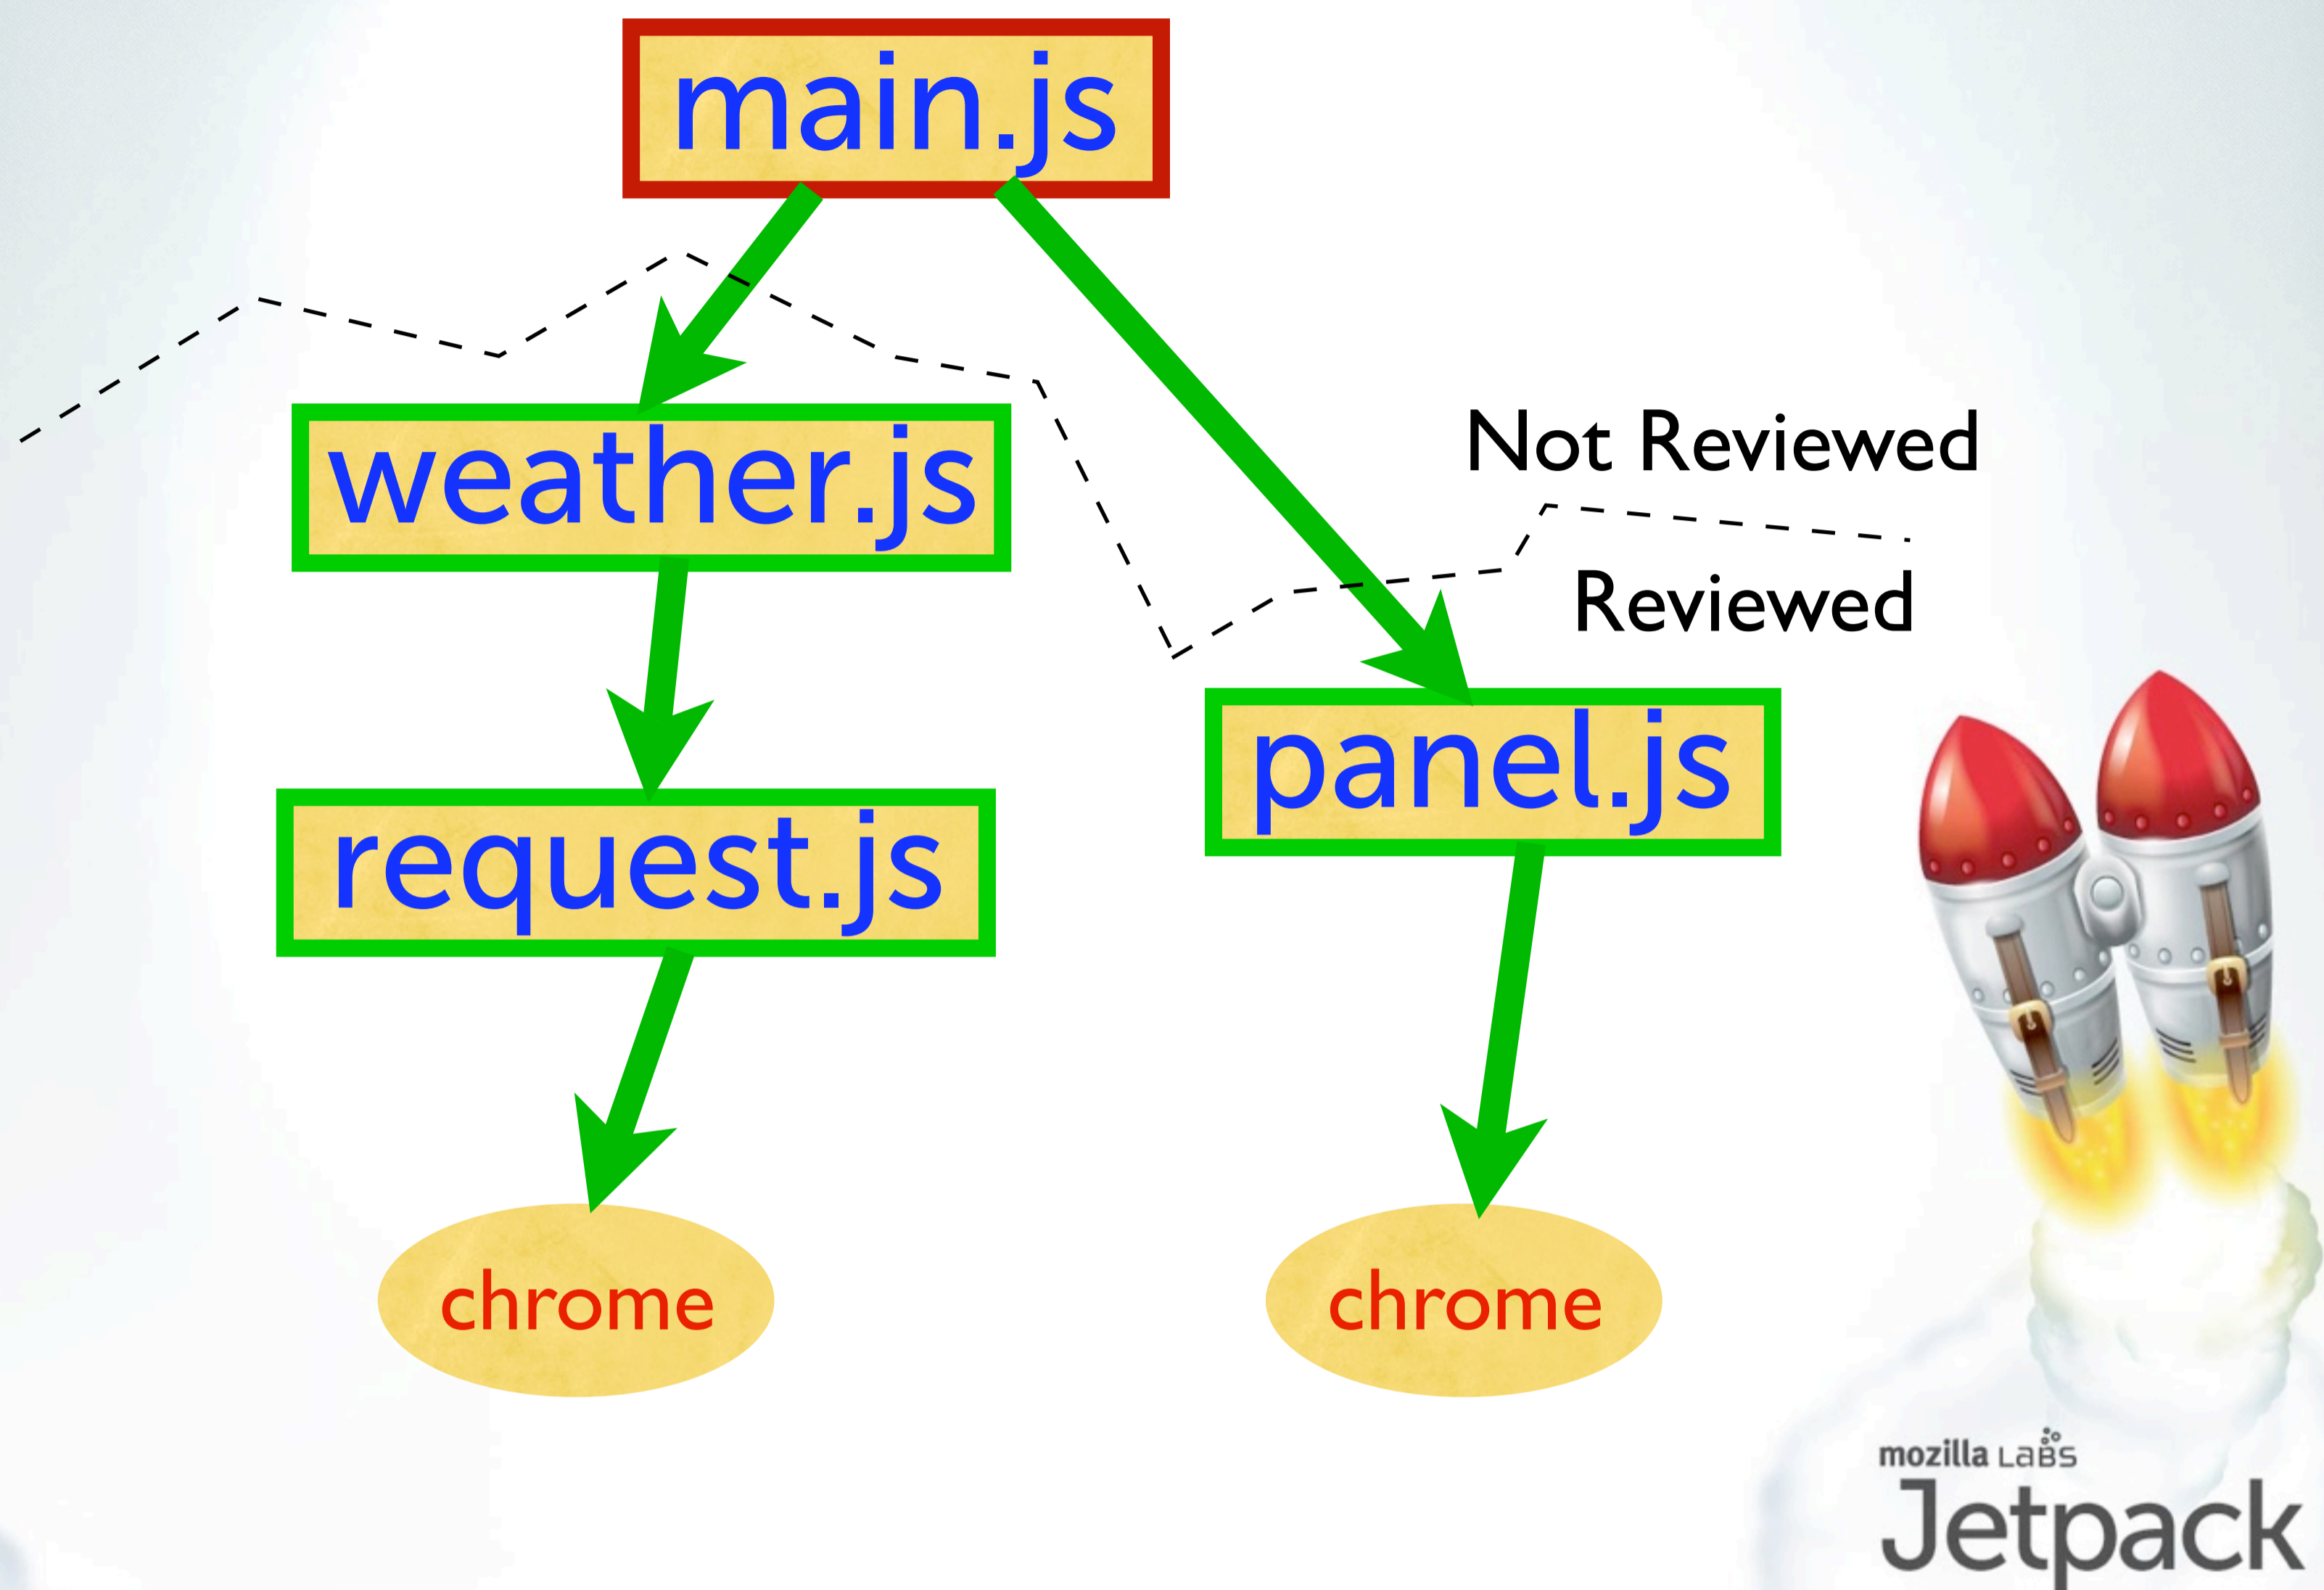 main.js
weather.js
Not Reviewed
Reviewed
panel.js
request.js
chrome
chrome
mozilla LABS
Jetpack